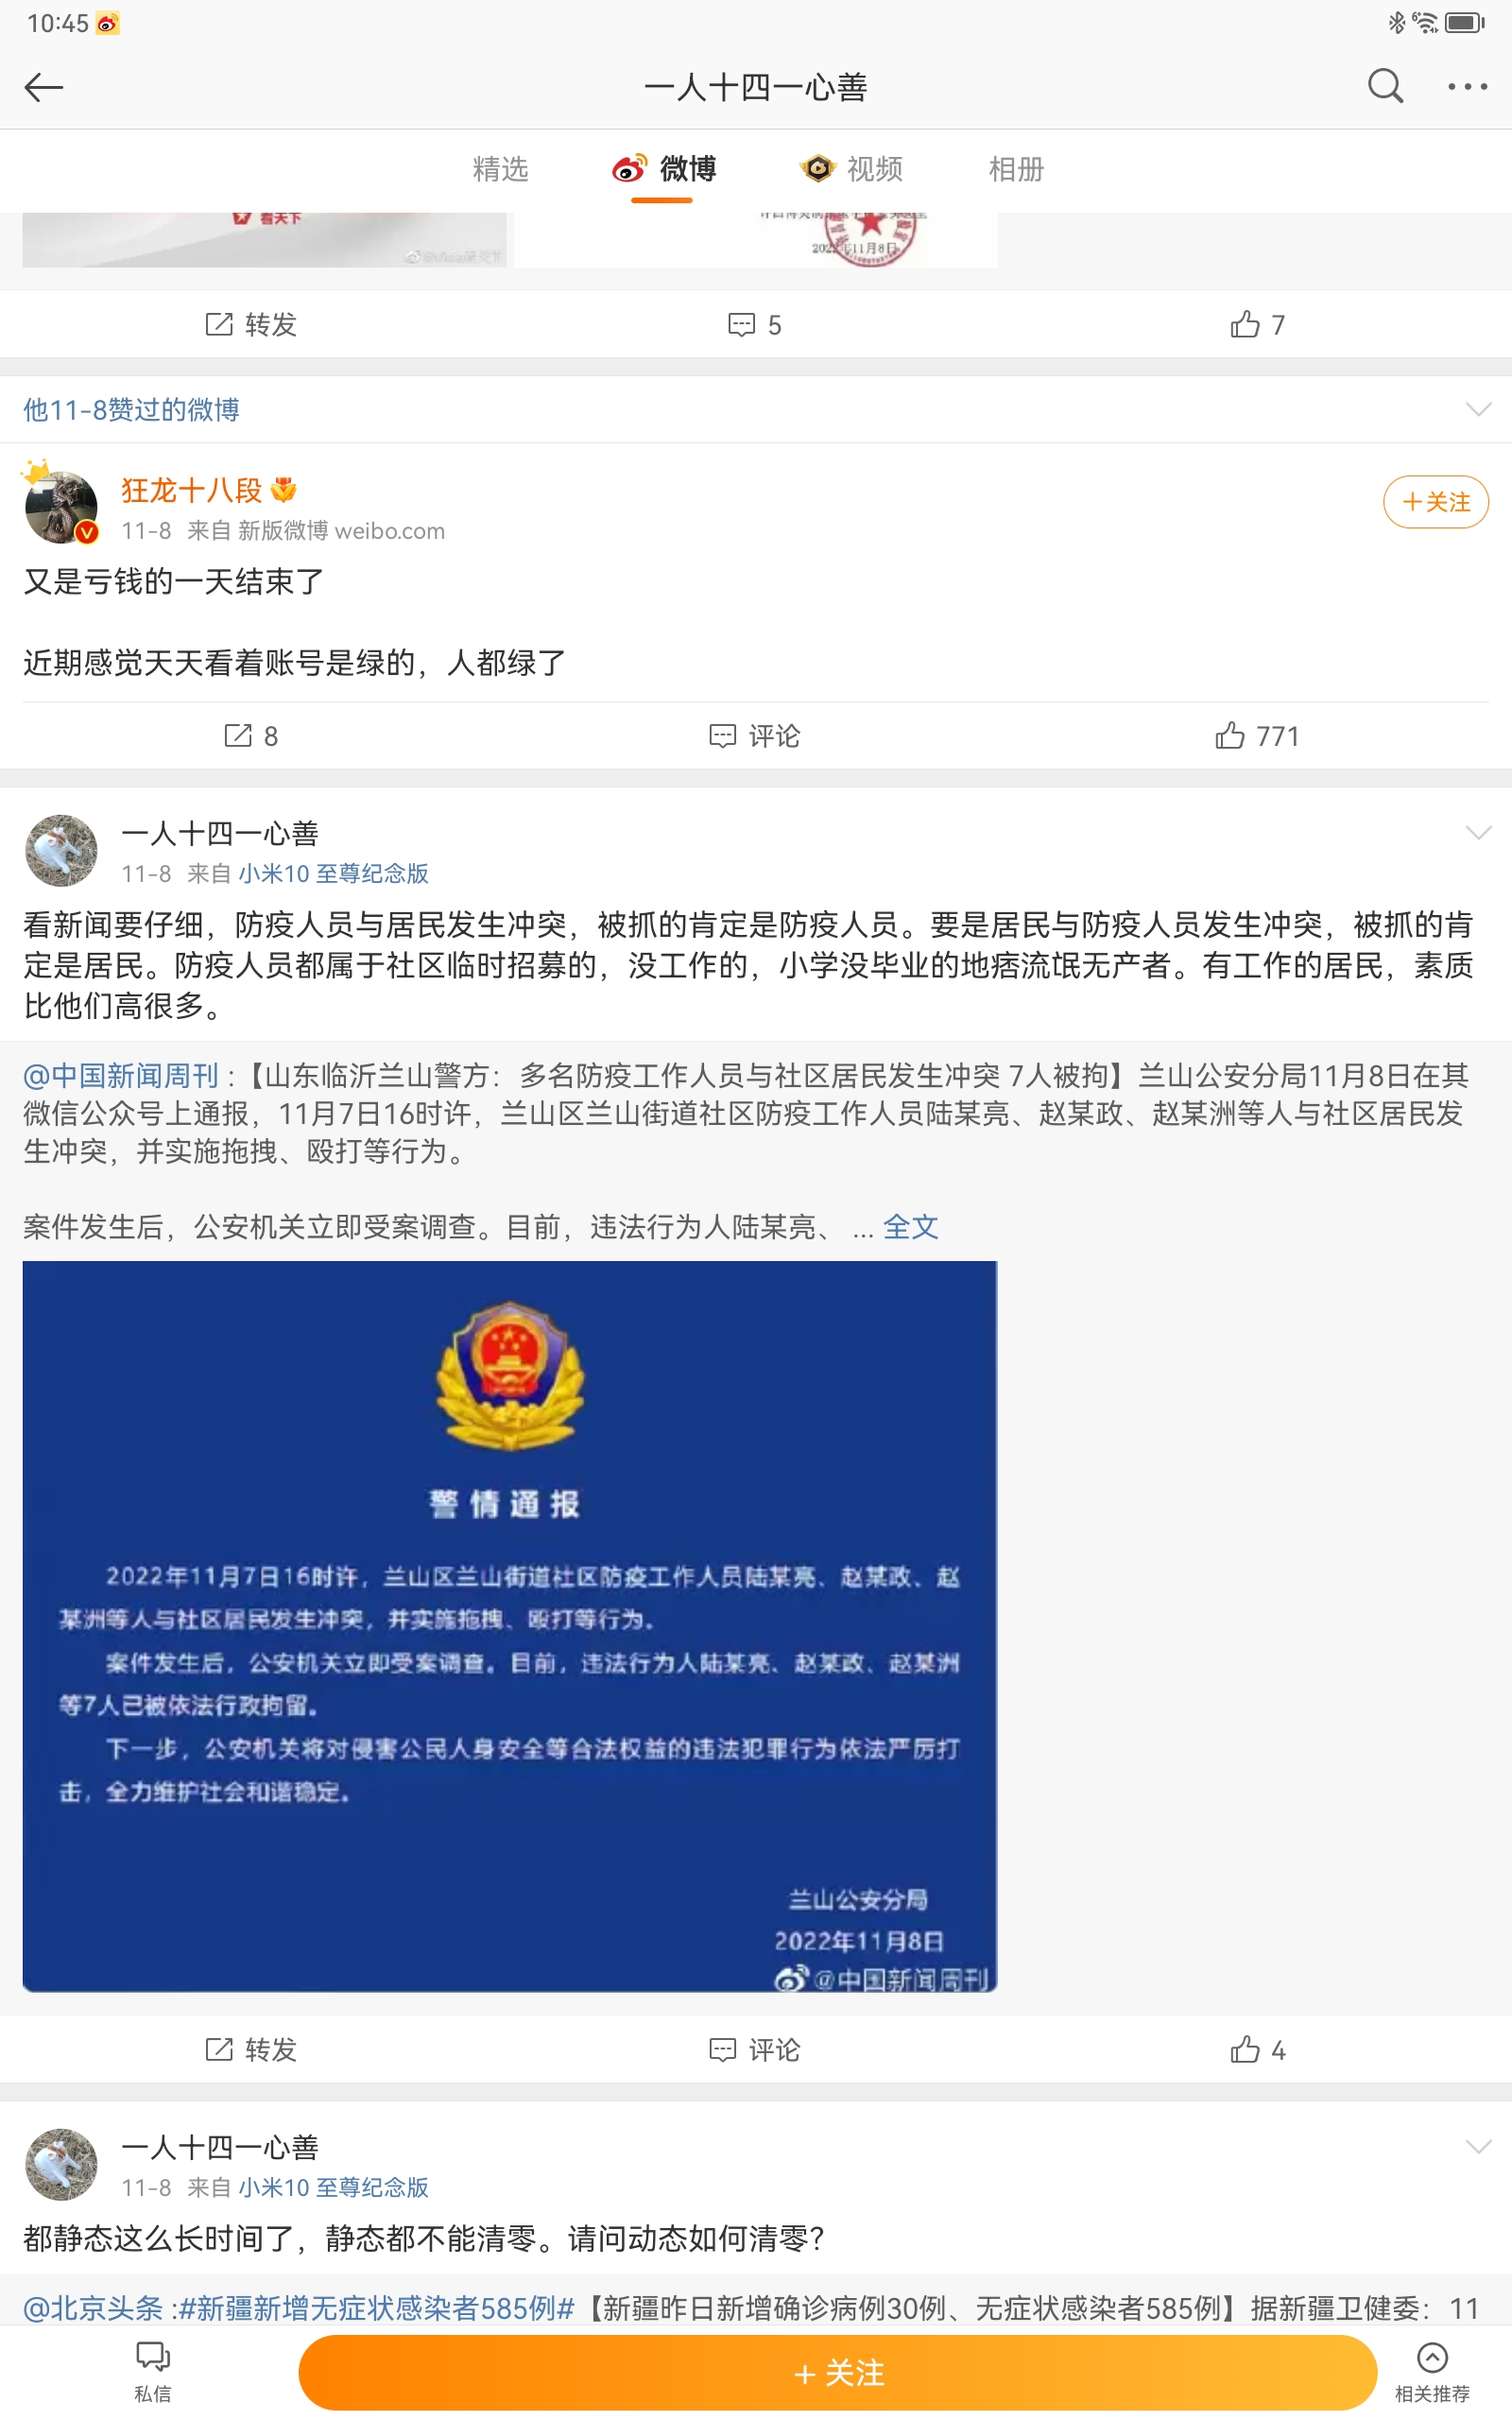 10:45
一人十四一心善
精选 微博 视频 相册
看天下
2022年11月8日
转发 5 7
他11-8赞过的微博
狂龙十八段
11-8 来自 新版微博 weibo.com
+关注
又是亏钱的一天结束了
近期感觉天天看着账号是绿的，人都绿了
8 评论 771
一人十四一心善
11-8 来自 小米10 至尊纪念版
看新闻要仔细，防疫人员与居民发生冲突，被抓的肯定是防疫人员。要是居民与防疫人员发生冲突，被抓的肯
定是居民。防疫人员都属于社区临时招募的，没工作的，小学没毕业的地痞流氓无产者。有工作的居民，素质
比他们高很多。
@中国新闻周刊 :【山东临沂兰山警方：多名防疫工作人员与社区居民发生冲突 7人被拘】兰山公安分局11月8日在其
微信公众号上通报，11月7日16时许，兰山区兰山街道社区防疫工作人员陆某亮、赵某政、赵某洲等人与社区居民发
生冲突，并实施拖拽、殴打等行为。
案件发生后，公安机关立即受案调查。目前，违法行为人陆某亮、 ... 全文
警情通报
2022年11月7日16时许，兰山区兰山街道社区防疫工作人员陆某亮、赵某政、赵
某洲等人与社区居民发生冲突，并实施拖拽、殴打等行为。
案件发生后，公安机关立即受案调查。目前，违法行为人陆某亮、赵某政、赵某洲
等7人已被依法行政拘留。
下一步，公安机关将对侵害公民人身安全等合法权益的违法犯罪行为依法严厉打
击，全力维护社会和谐稳定。
兰山公安分局
2022年11月8日
@中国新闻周刊
转发 评论 4
一人十四一心善
11-8 来自 小米10 至尊纪念版
都静态这么长时间了，静态都不能清零。请问动态如何清零？
@北京头条 :#新疆新增无症状感染者585例#【新疆昨日新增确诊病例30例、无症状感染者585例】据新疆卫健委：11
私信 +关注 相关推荐